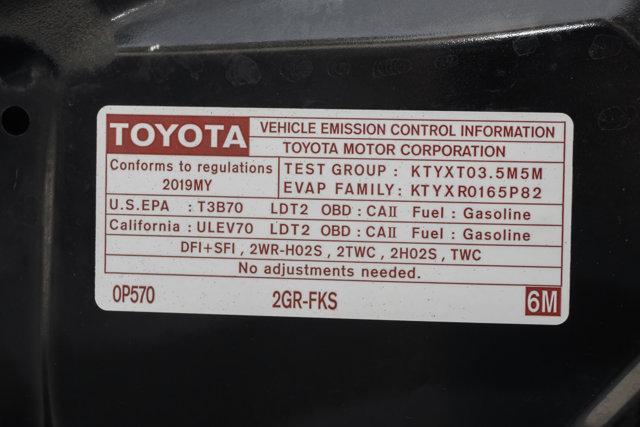 TOYOTA
VEHICLE EMISSION CONTROL INFORMATION
TOYOTA MOTOR CORPORATION
Conforms to regulations
2019MY
TEST GROUP : KTYXT03.5M5M
EVAP FAMILY: KTYXR0165P82
U.S.EPA : T3B70 LDT2 OBD : CAII Fuel : Gasoline
California : ULEV70 LDT2 OBD : CAII Fuel : Gasoline
DFI+SFI , 2WR-HO2S , 2TWC , 2HO2S , TWC
No adjustments needed.
0P570 2GR-FKS 6M